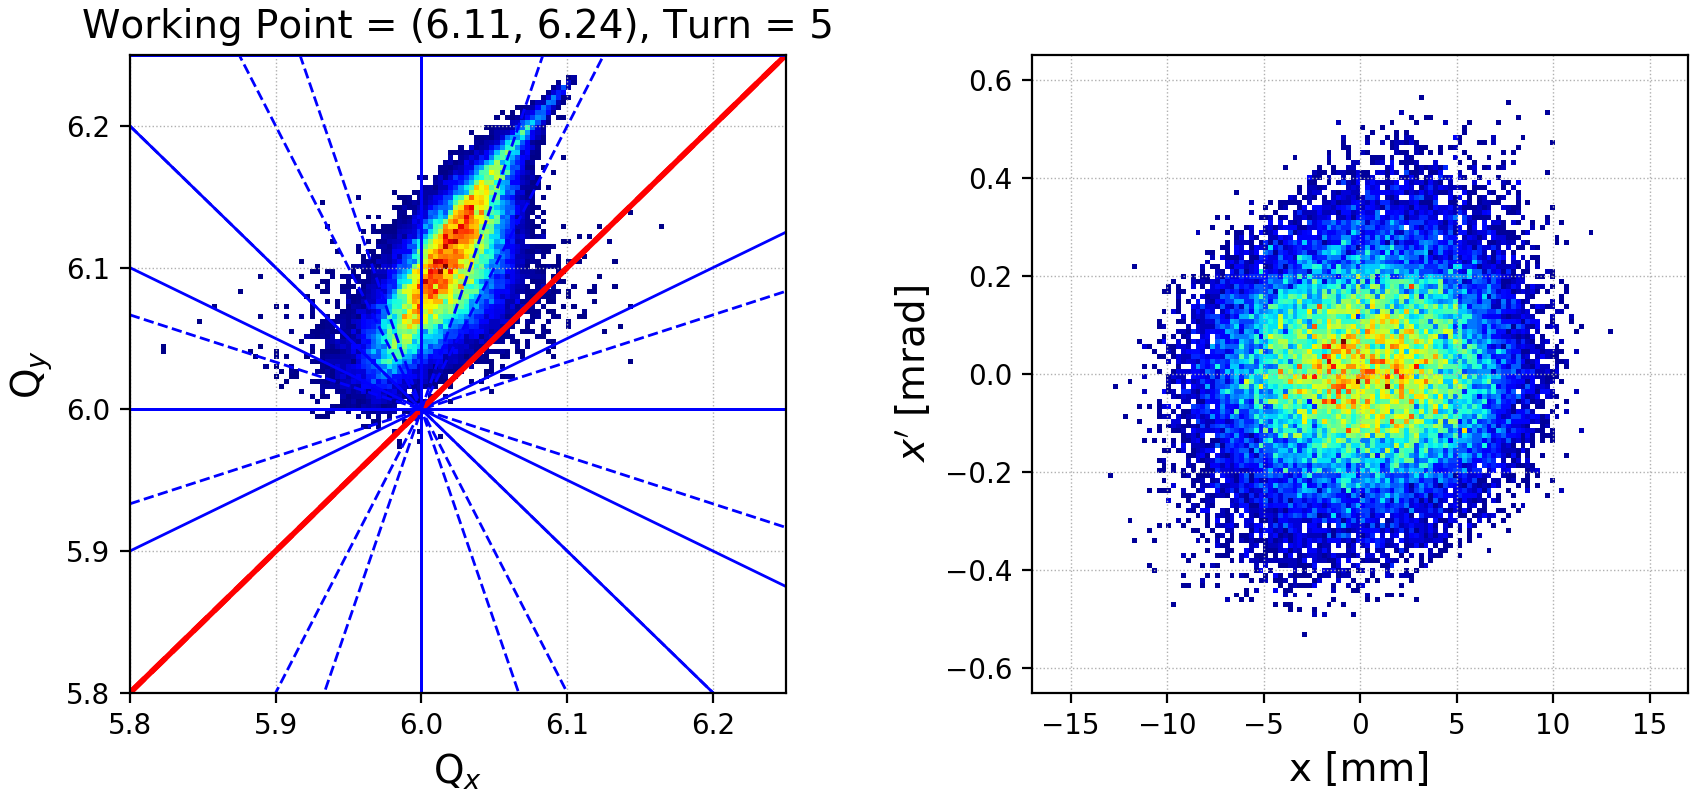 Working Point = (6.11, 6.24), Turn = 5
6.2
6.1
6.0
5.9
5.8
Qy
5.8 5.9 6.0 6.1 6.2
Qx
0.6
0.4
0.2
0.0
−0.2
−0.4
−0.6
x′ [mrad]
−15 −10 −5 0 5 10 15
x [mm]